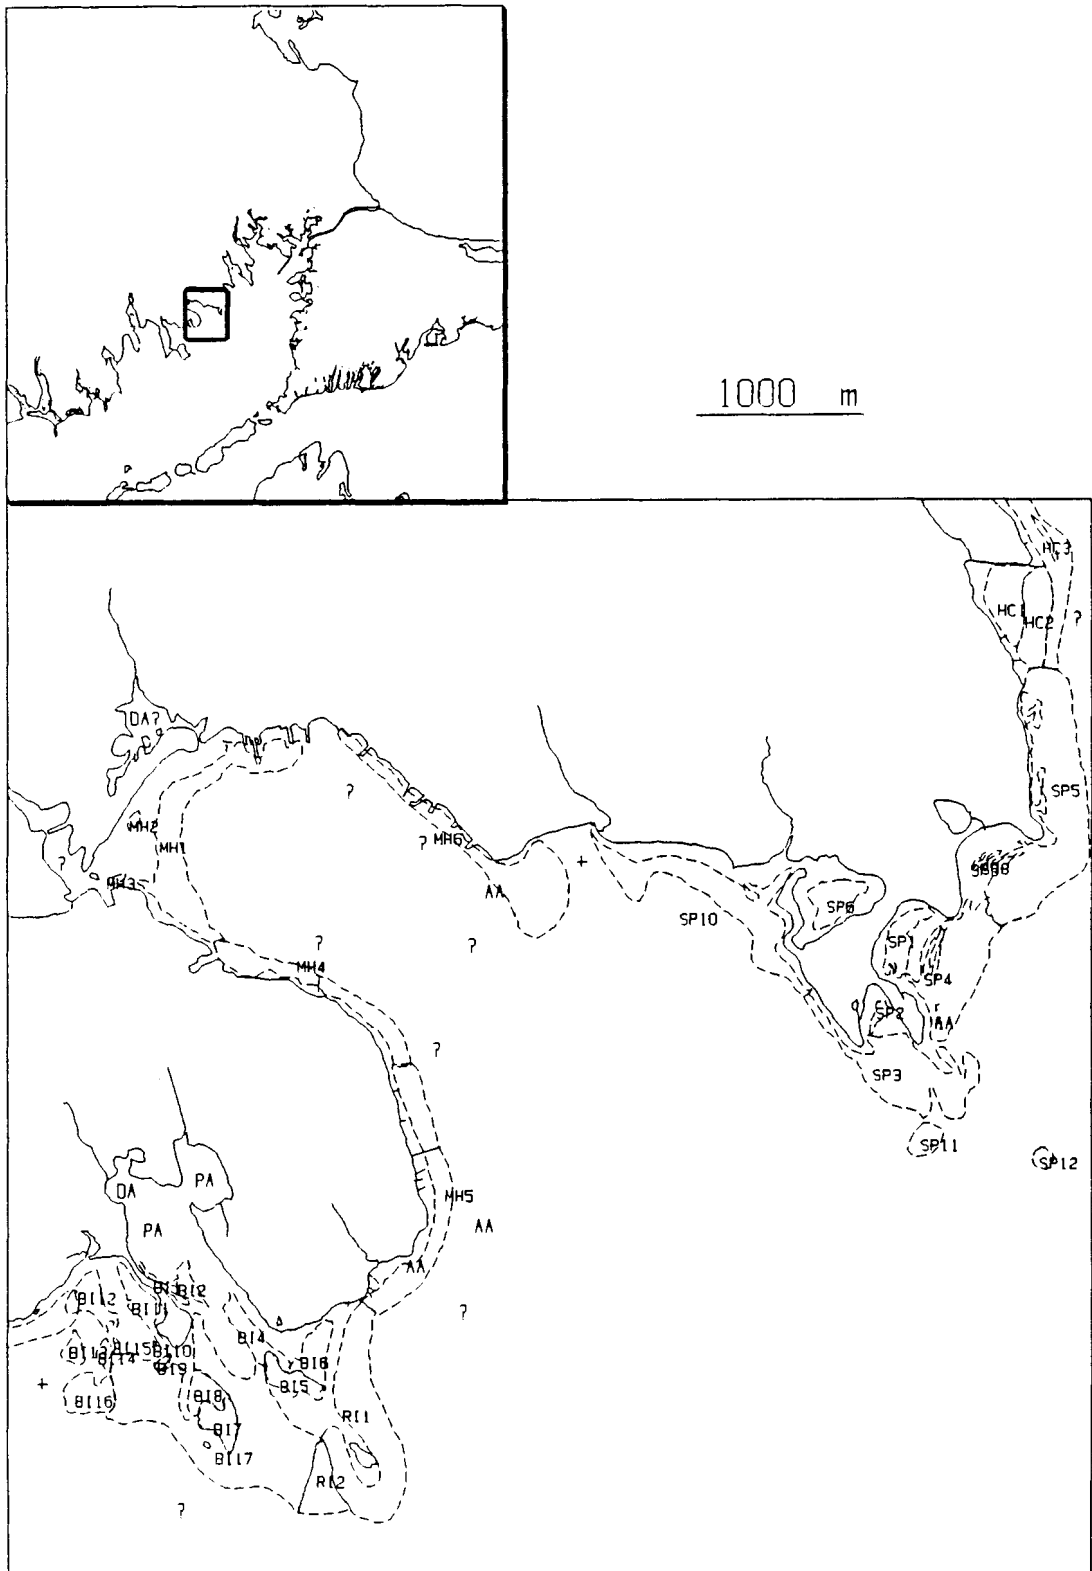 1000 m
HC3
HC1
HC2
?
DA?
SP5
?
MH2
MH1
?
MH6
?
MH3
AA
SP6
SP10
?
?
MH4
SP1
SP4
SP2
AA
?
SP3
SP11
SP12
PA
DA
MH5
PA
AA
AA
BI2
BI12
BI11
?
BI4
BI15
BI10
BI13
BI14
BI9
BI6
BI5
BI8
BI16
RI1
BI7
BI17
RI2
?